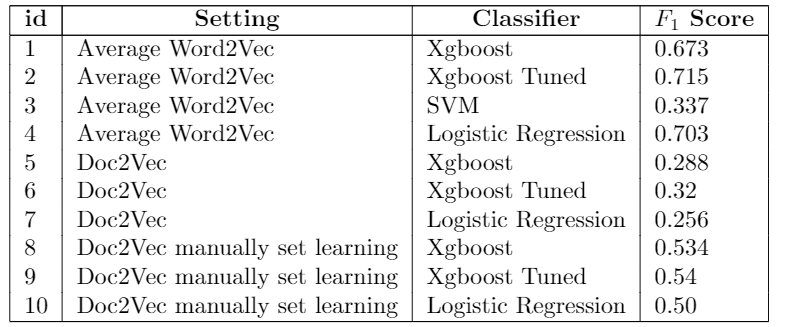 id Setting Classifier F1 Score
1 Average Word2Vec Xgboost 0.673
2 Average Word2Vec Xgboost Tuned 0.715
3 Average Word2Vec SVM 0.337
4 Average Word2Vec Logistic Regression 0.703
5 Doc2Vec Xgboost 0.288
6 Doc2Vec Xgboost Tuned 0.32
7 Doc2Vec Logistic Regression 0.256
8 Doc2Vec manually set learning Xgboost 0.534
9 Doc2Vec manually set learning Xgboost Tuned 0.54
10 Doc2Vec manually set learning Logistic Regression 0.50